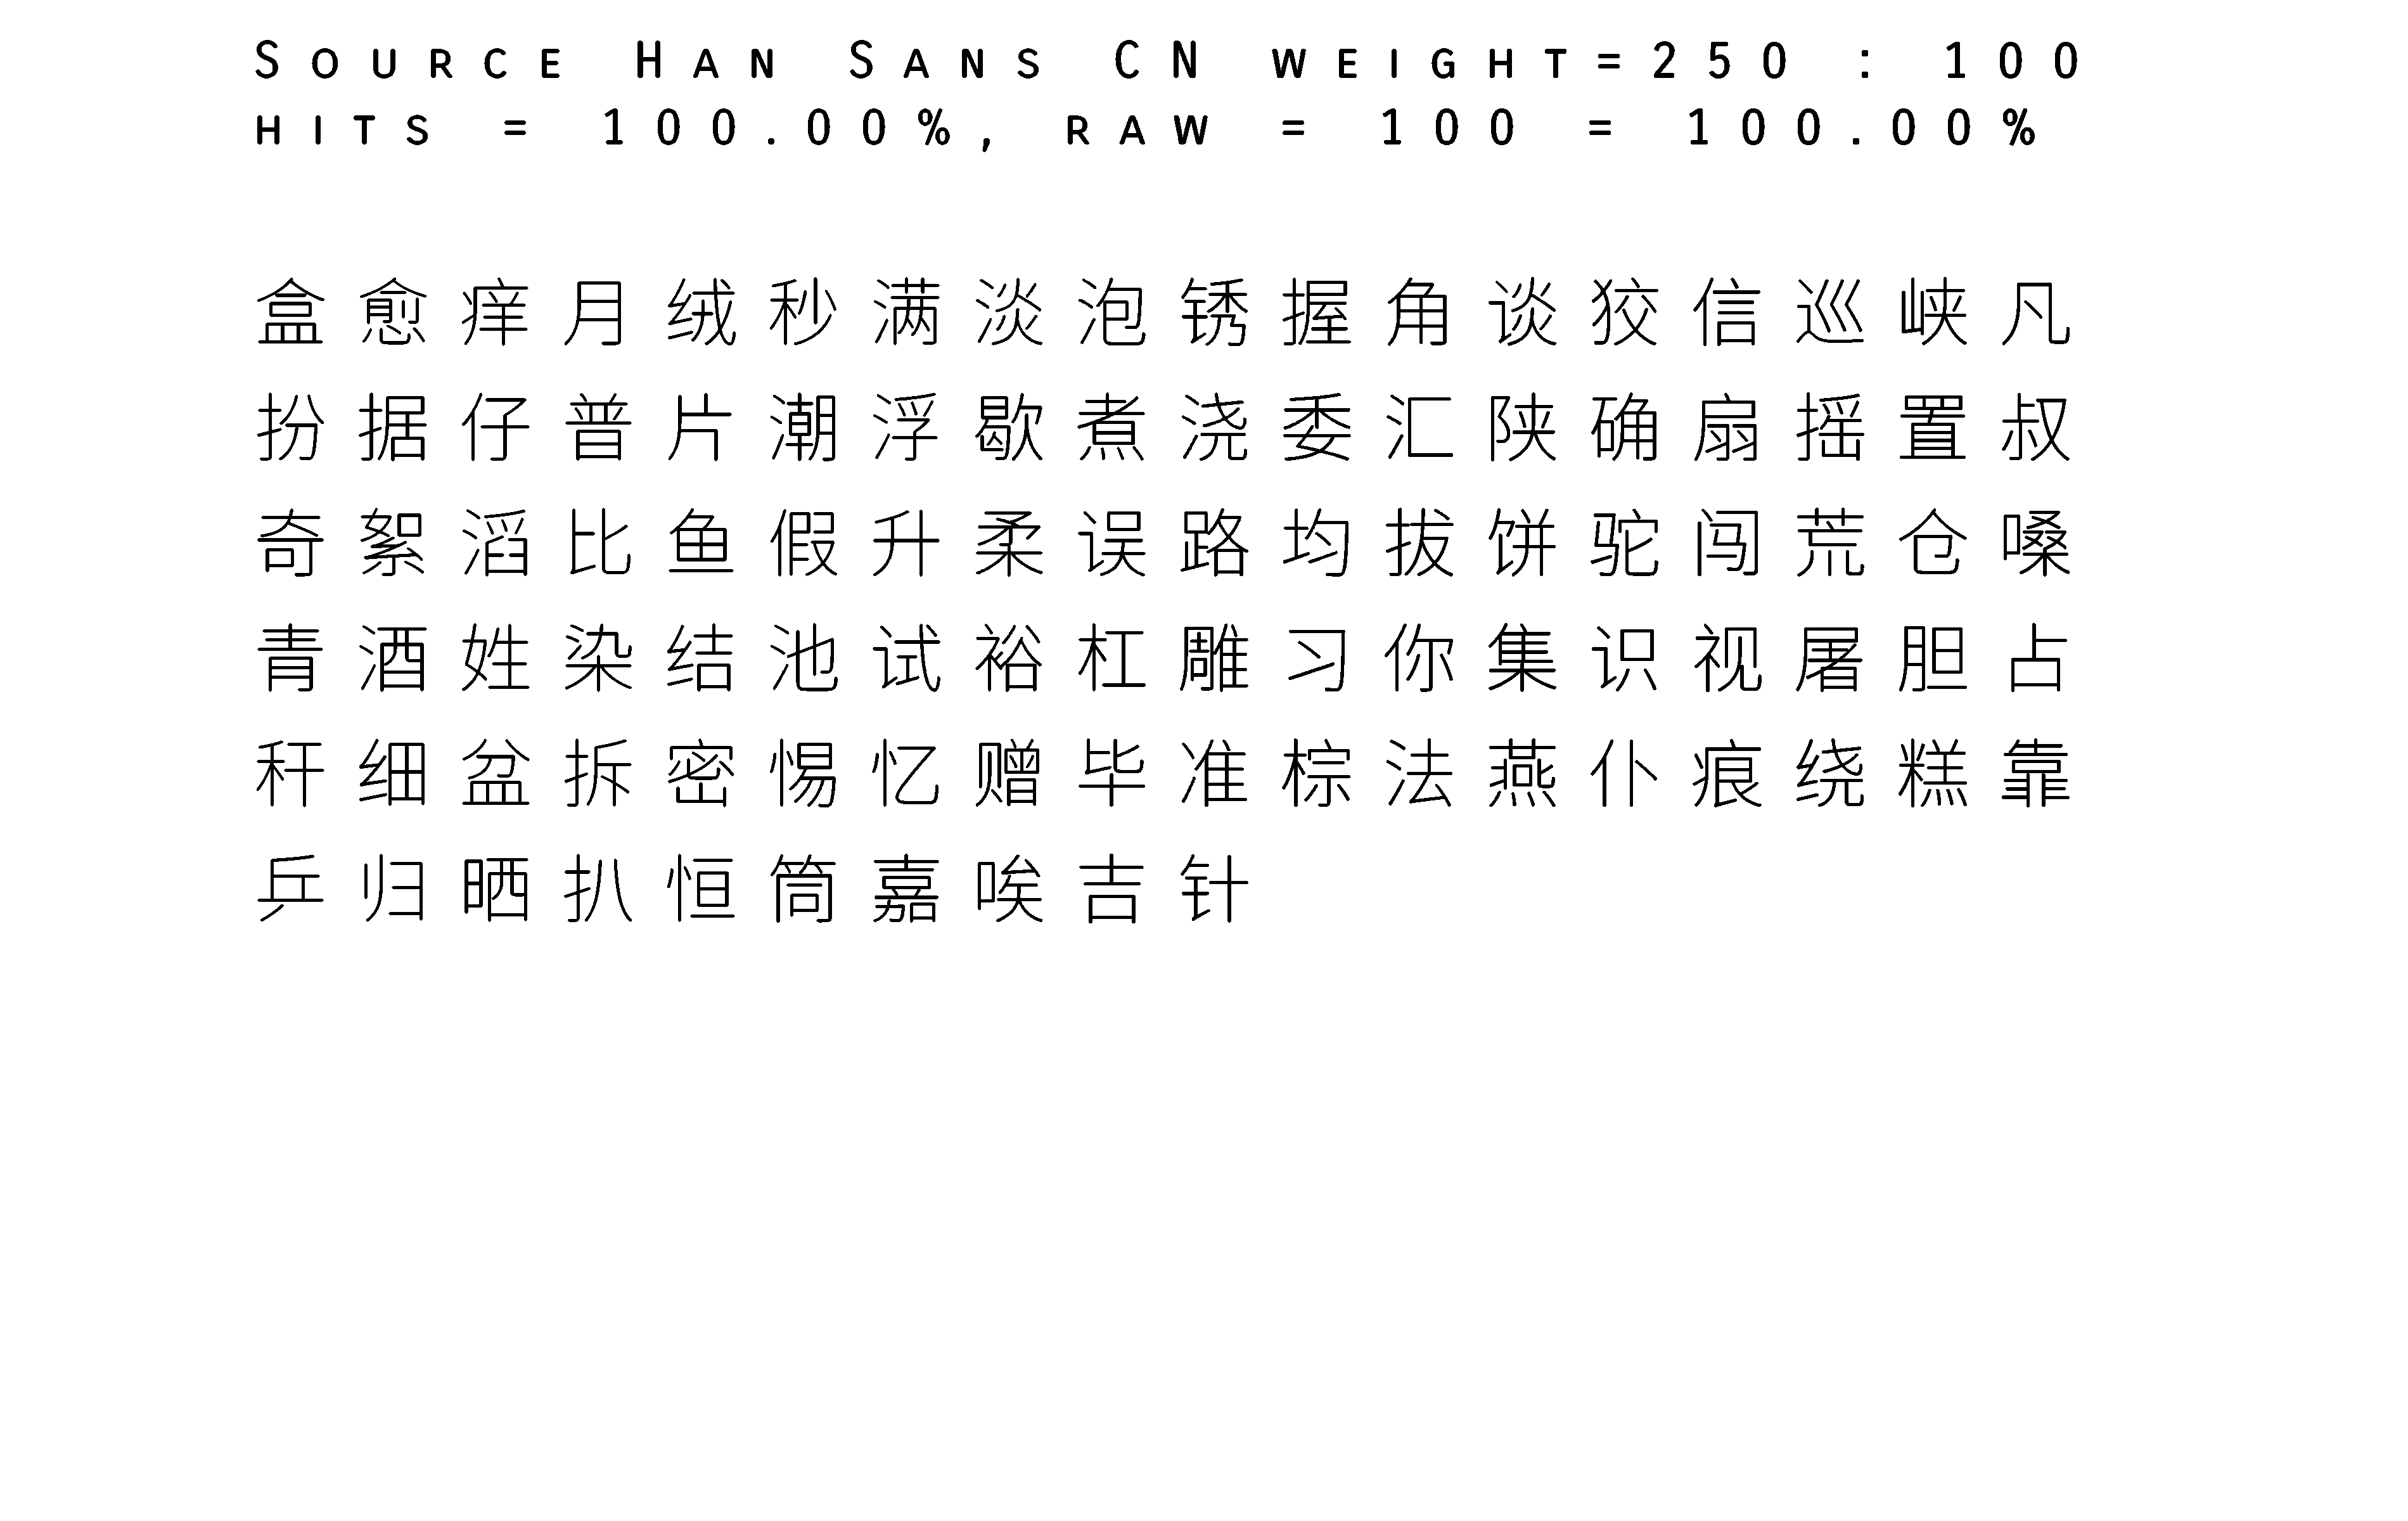 Source Han Sans CN weight=250 : 100
hits = 100.00%, raw = 100 = 100.00%
盒愈痒月绒秒满淡泡锈握角谈狡信巡峡凡
扮据仔普片潮浮歇煮浇委汇陕确扇摇置叔
奇絮滔比鱼假升柔误路均拔饼驼闯荒仓嗓
青酒姓染结池试裕杠雕习你集识视屠胆占
秆细盆拆密惕忆赠毕准棕法燕仆痕绕糕靠
乒归晒扒恒筒嘉唉吉针